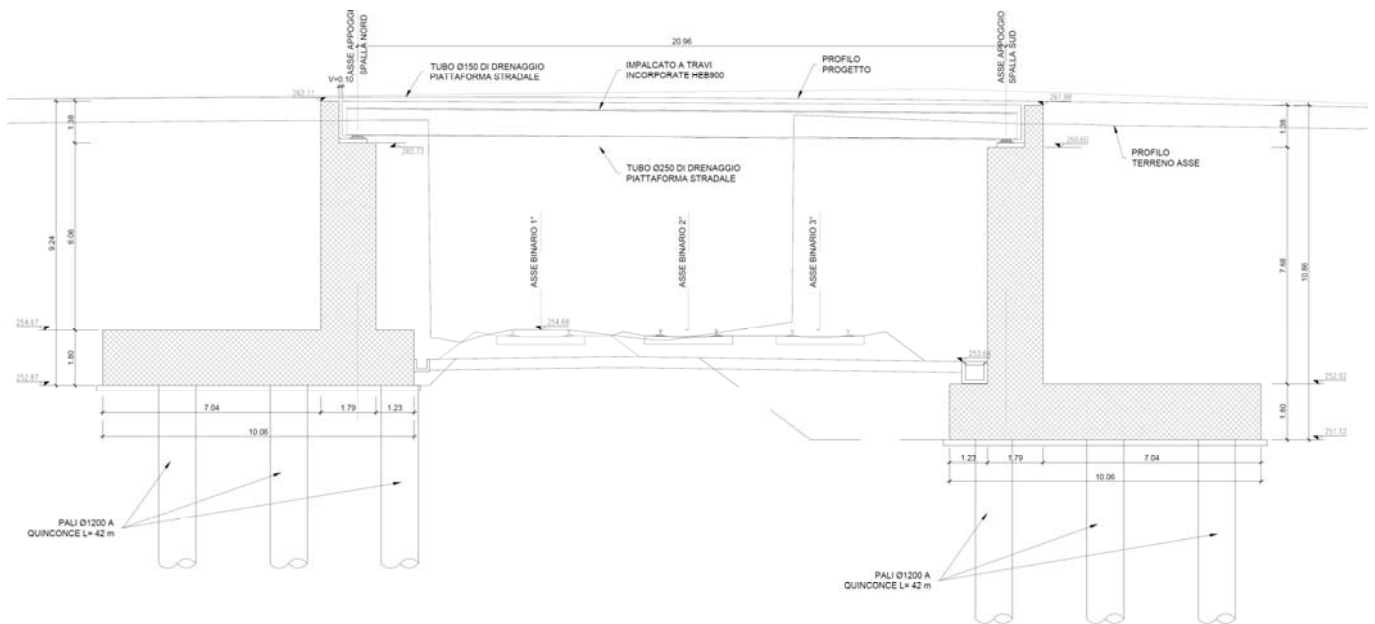 ASSE APPOGGI
SPALLA NORD
20.96
ASSE APPOGGIO
SPALLA SUD
TUBO Ø150 DI DRENAGGIO
PIATTAFORMA STRADALE
IMPALCATO A TRAVI
INCORPORATE HEB900
PROFILO
PROGETTO
V=0.10
262.11
261.98
1.38
1.38
260.73
260.60
TUBO Ø250 DI DRENAGGIO
PIATTAFORMA STRADALE
PROFILO
TERRENO ASSE
9.24
6.06
ASSE BINARIO 1°
ASSE BINARIO 2°
ASSE BINARIO 3°
7.68
10.86
254.67
254.68
1.80
253.68
252.87
252.92
7.04
1.79
1.23
1.80
10.06
251.12
1.23
1.79
7.04
10.06
PALI Ø1200 A
QUINCONCE L= 42 m
PALI Ø1200 A
QUINCONCE L= 42 m